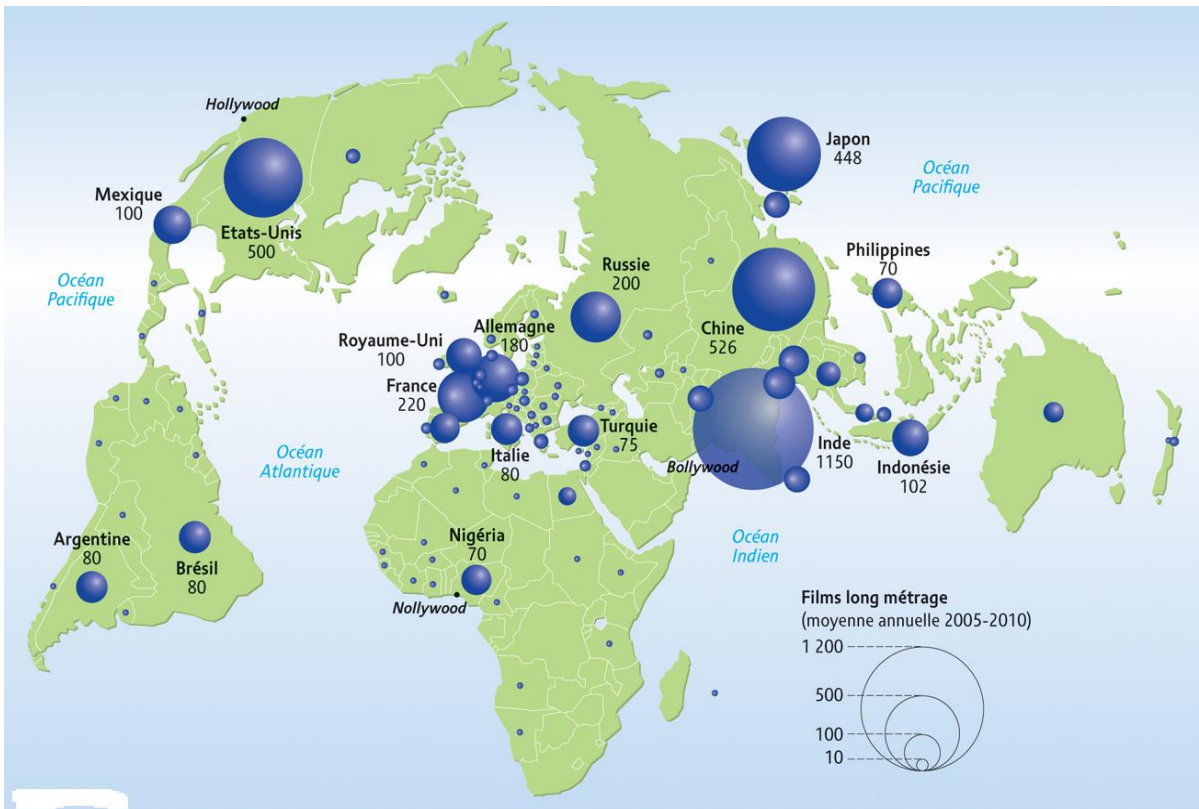 Hollywood
Japon
448
Océan
Pacifique
Mexique
100
Etats-Unis
500
Philippines
70
Océan
Pacifique
Russie
200
Allemagne
180
Royaume-Uni
100
Chine
526
France
220
Turquie
75
Italie
80
Inde
1150
Bollywood
Indonésie
102
Océan
Atlantique
Argentine
80
Brésil
80
Nigéria
70
Nollywood
Océan
Indien
Films long métrage
(moyenne annuelle 2005-2010)
1 200
500
100
10